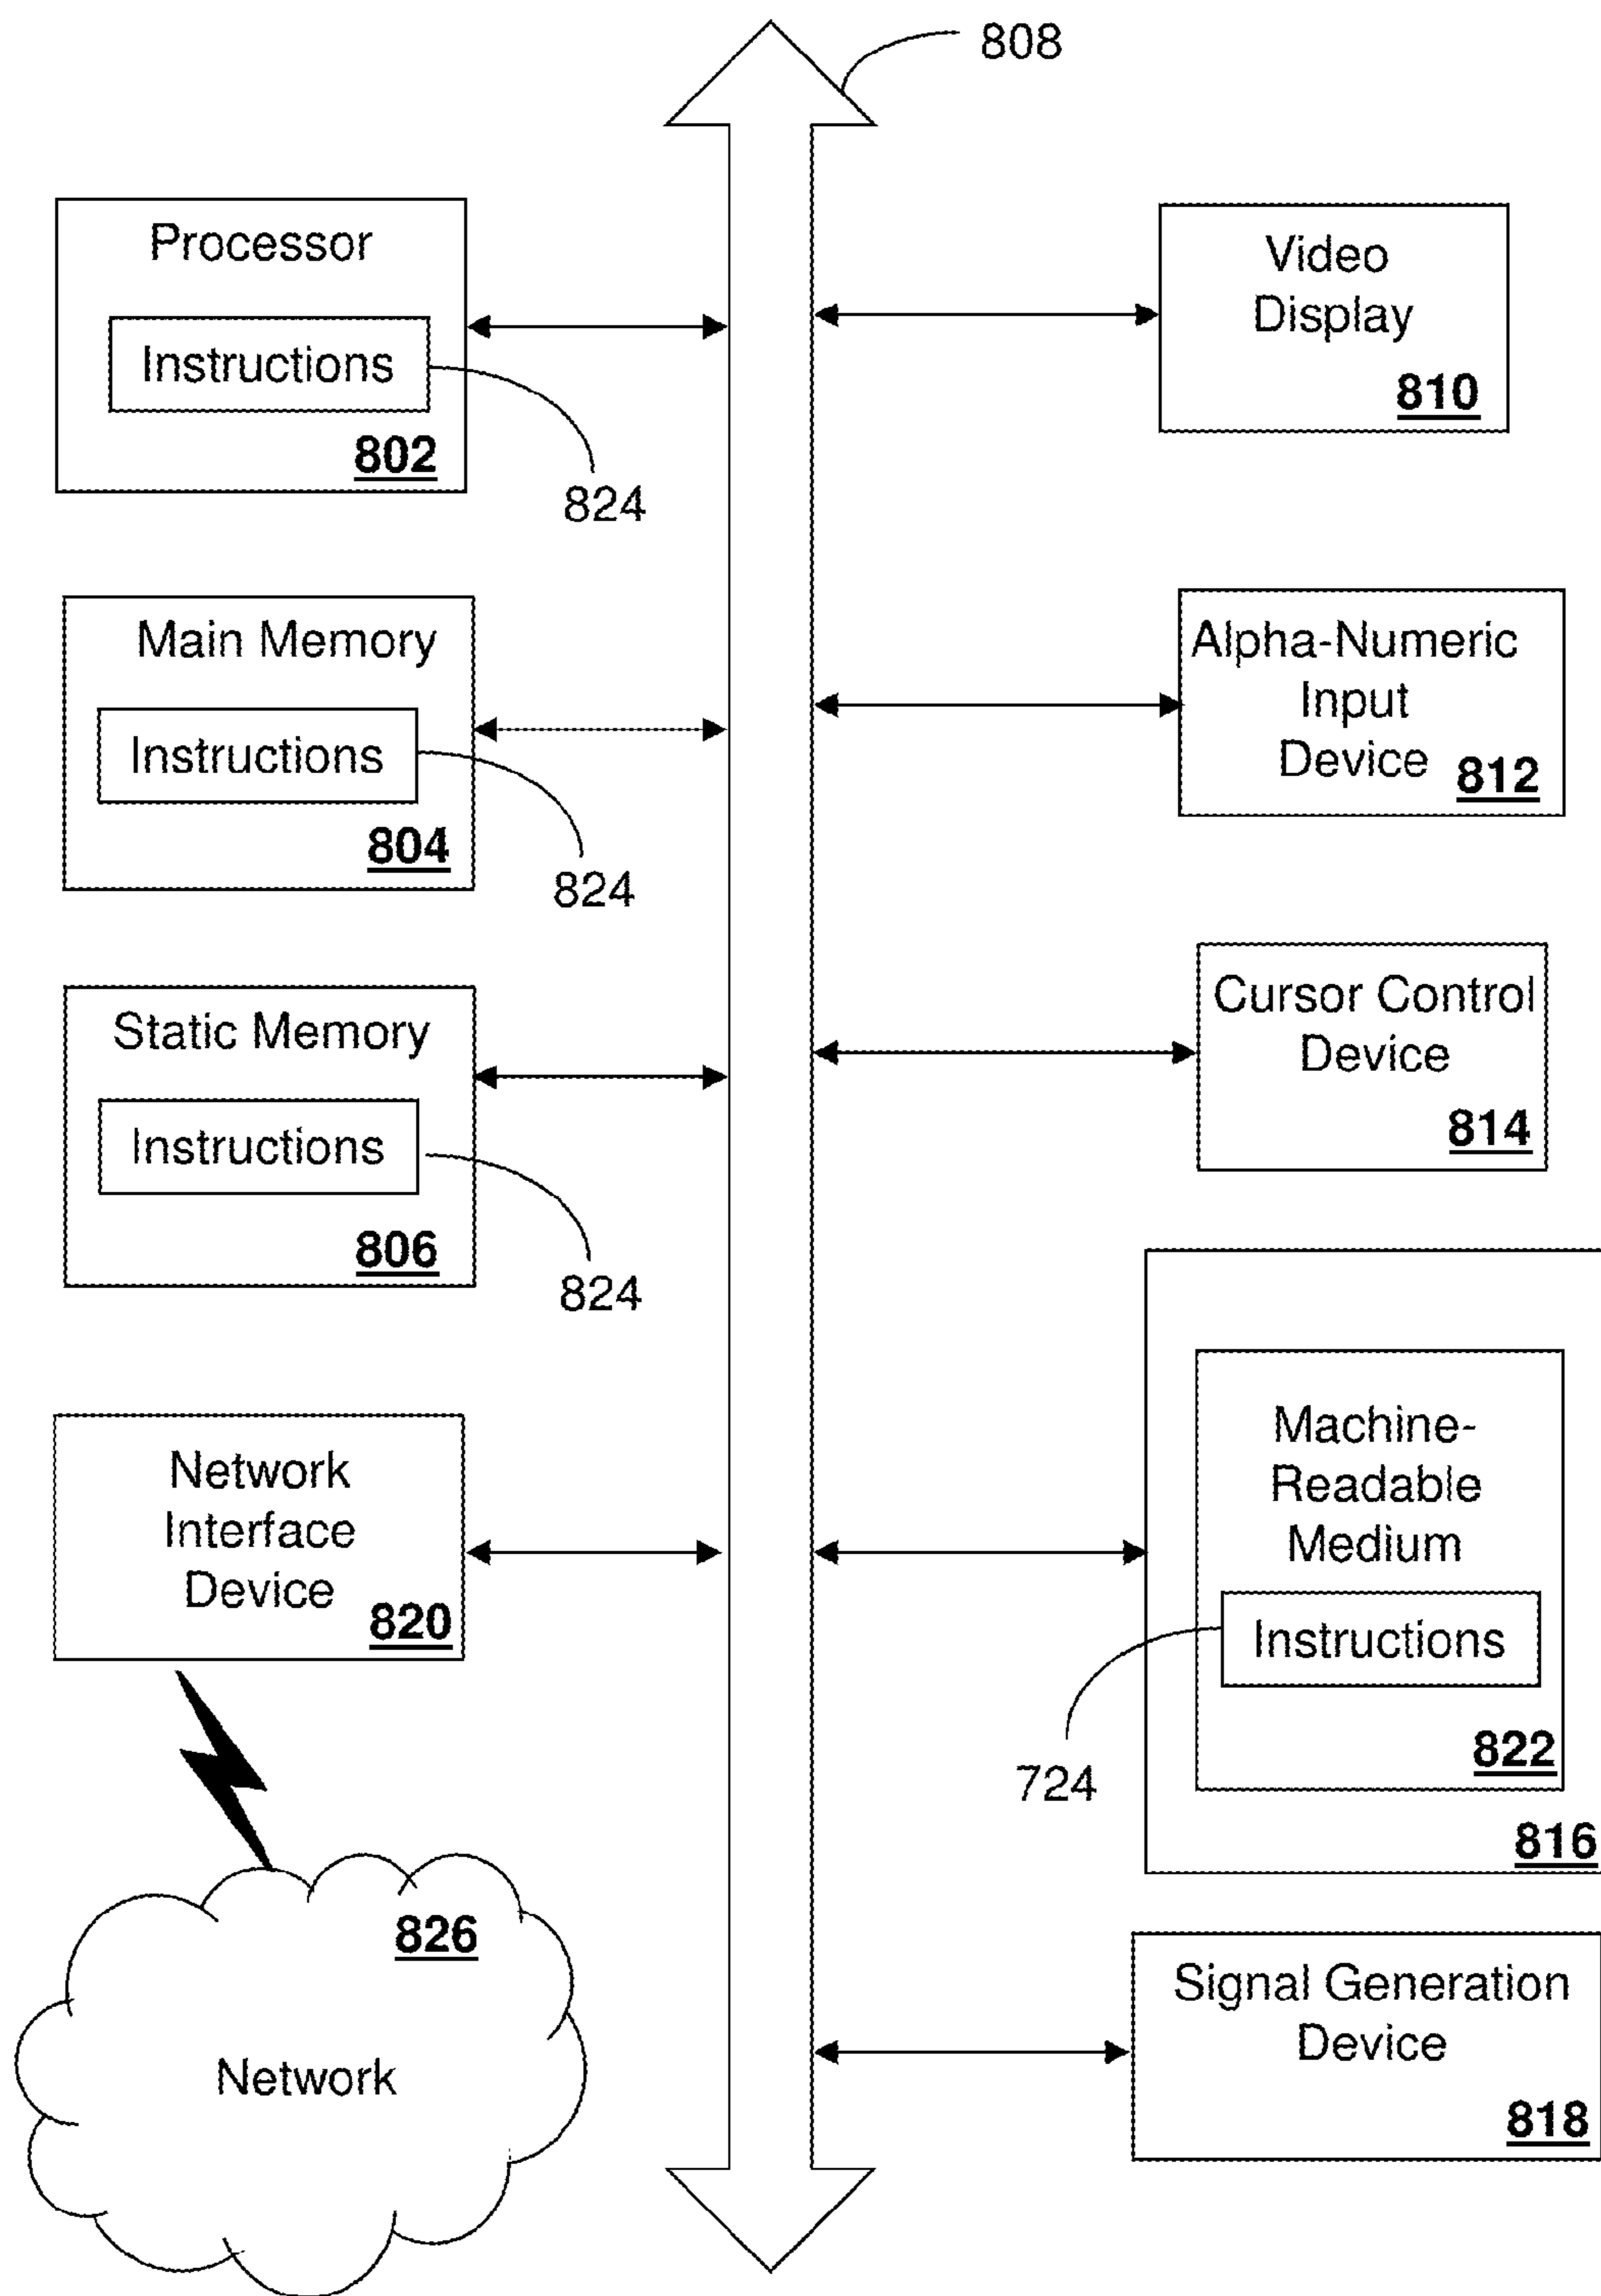 808
Processor
Instructions
802
824
Main Memory
Instructions
804
824
Static Memory
Instructions
806
824
Network
Interface
Device
820
826
Network
Video
Display
810
Alpha-Numeric
Input
Device
812
Cursor Control
Device
814
Machine-
Readable
Medium
Instructions
822
724
816
Signal Generation
Device
818